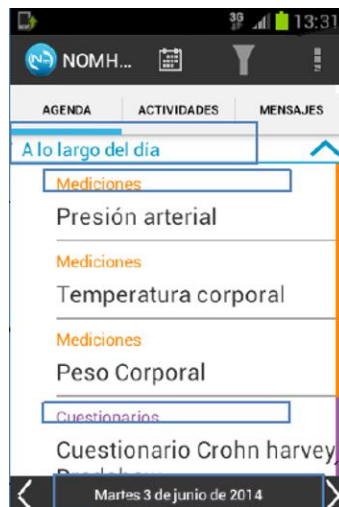 3G 13:31
NOMH...
AGENDA ACTIVIDADES MENSAJES
A lo largo del día
Mediciones
Presión arterial
Mediciones
Temperatura corporal
Mediciones
Peso Corporal
Cuestionarios
Cuestionario Crohn harvey
Martes 3 de junio de 2014